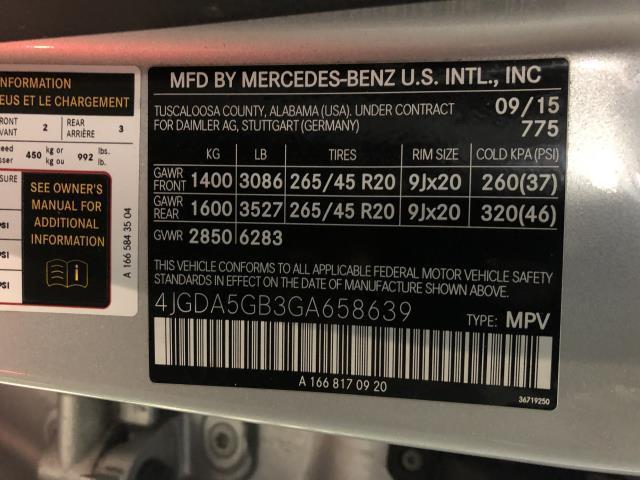 INFORMATION
EUS ET LE CHARGEMENT
FRONT
AVANT
2
REAR
ARRIÈRE
3
450 kg or
kg ou
992 lbs.
lb.
SEE OWNER'S
MANUAL FOR
ADDITIONAL
INFORMATION
PSI
PSI
PSI
A 166 584 35 04
MFD BY MERCEDES-BENZ U.S. INTL., INC
TUSCALOOSA COUNTY, ALABAMA (USA). UNDER CONTRACT
FOR DAIMLER AG, STUTTGART (GERMANY)
09/15
775
KG LB TIRES RIM SIZE COLD KPA (PSI)
GAWR
FRONT 1400 3086 265/45 R20 9Jx20 260(37)
GAWR
REAR 1600 3527 265/45 R20 9Jx20 320(46)
GVWR 2850 6283
THIS VEHICLE CONFORMS TO ALL APPLICABLE FEDERAL MOTOR VEHICLE SAFETY
STANDARDS IN EFFECT ON THE DATE OF MANUFACTURE SHOWN ABOVE.
4JGDA5GB3GA658639
TYPE: MPV
A 166 817 09 20
36719250